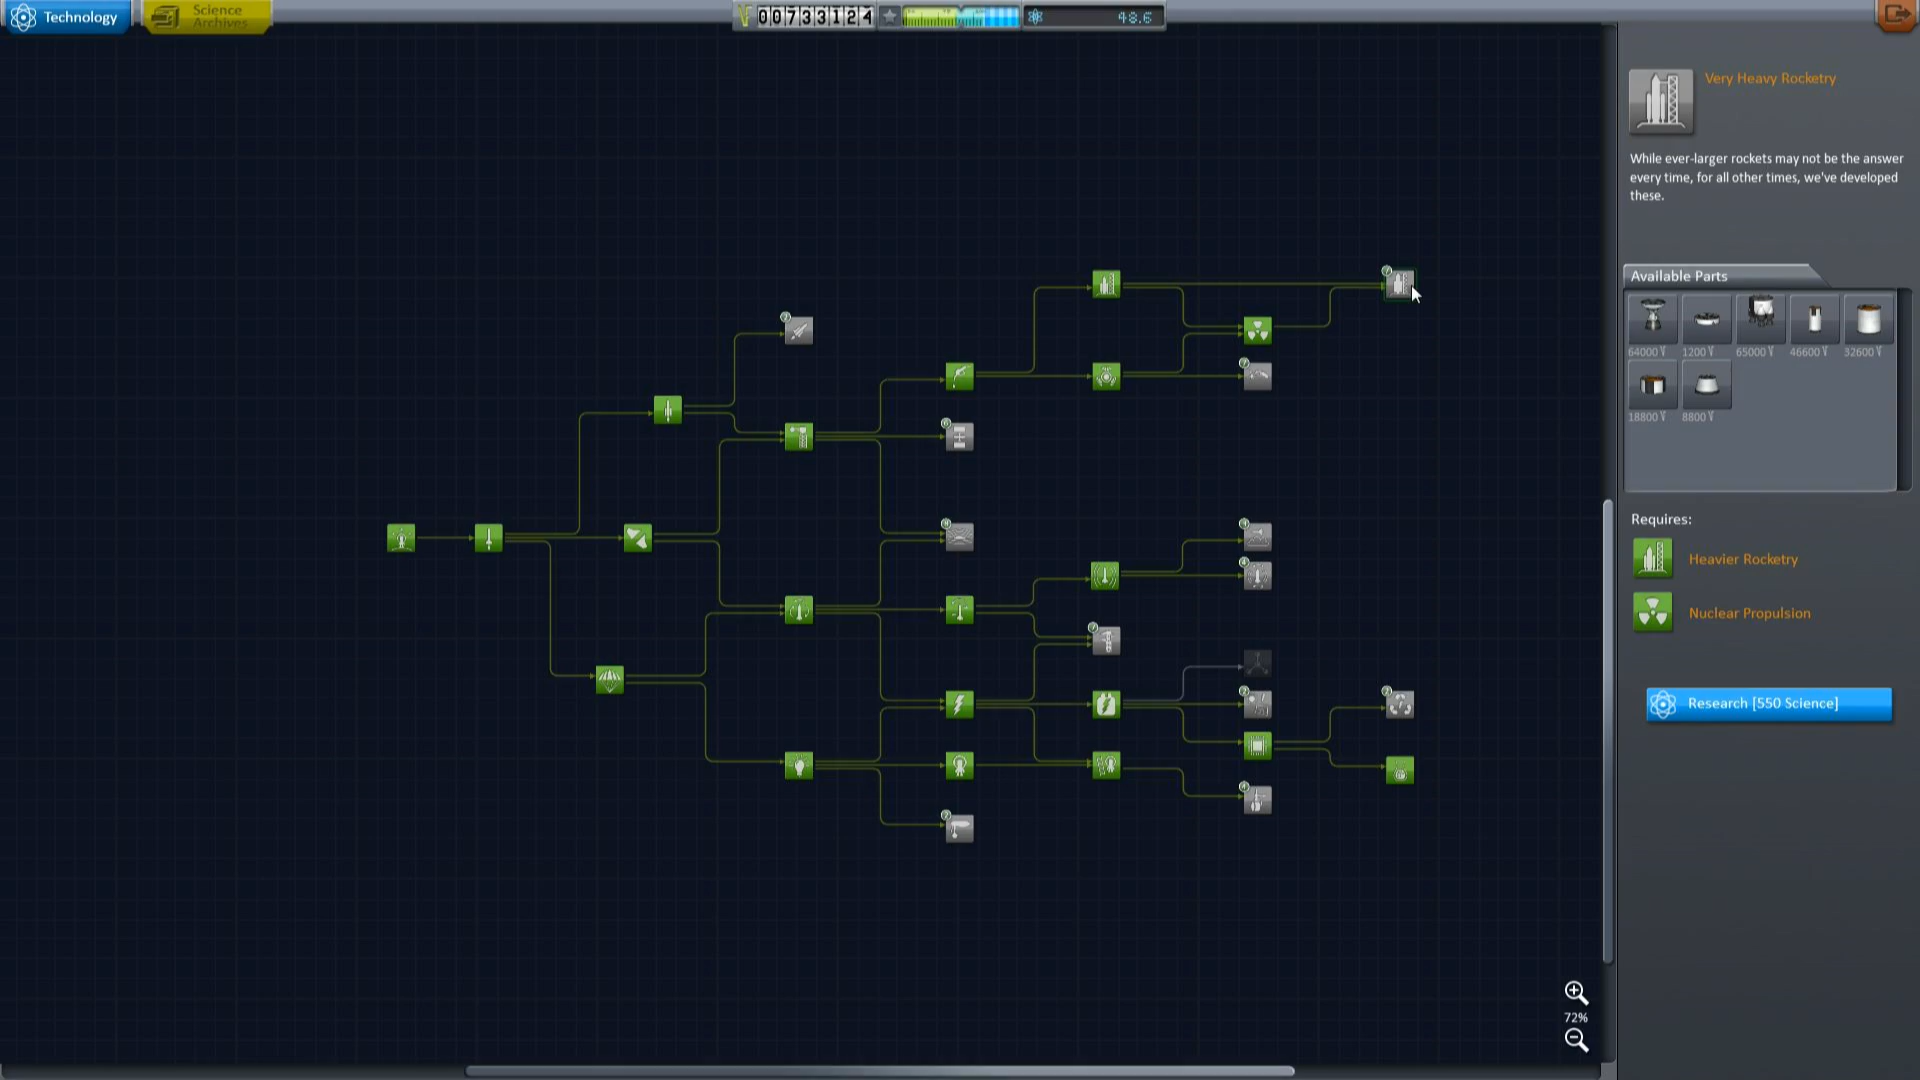 Technology
Science
Archives
00733124
48.6
Very Heavy Rocketry
While ever-larger rockets may not be the answer
every time, for all other times, we've developed
these.
Available Parts
64000 1200 65000 46600 32600
18800 8800
Requires:
Heavier Rocketry
Nuclear Propulsion
Research [550 Science]
72%